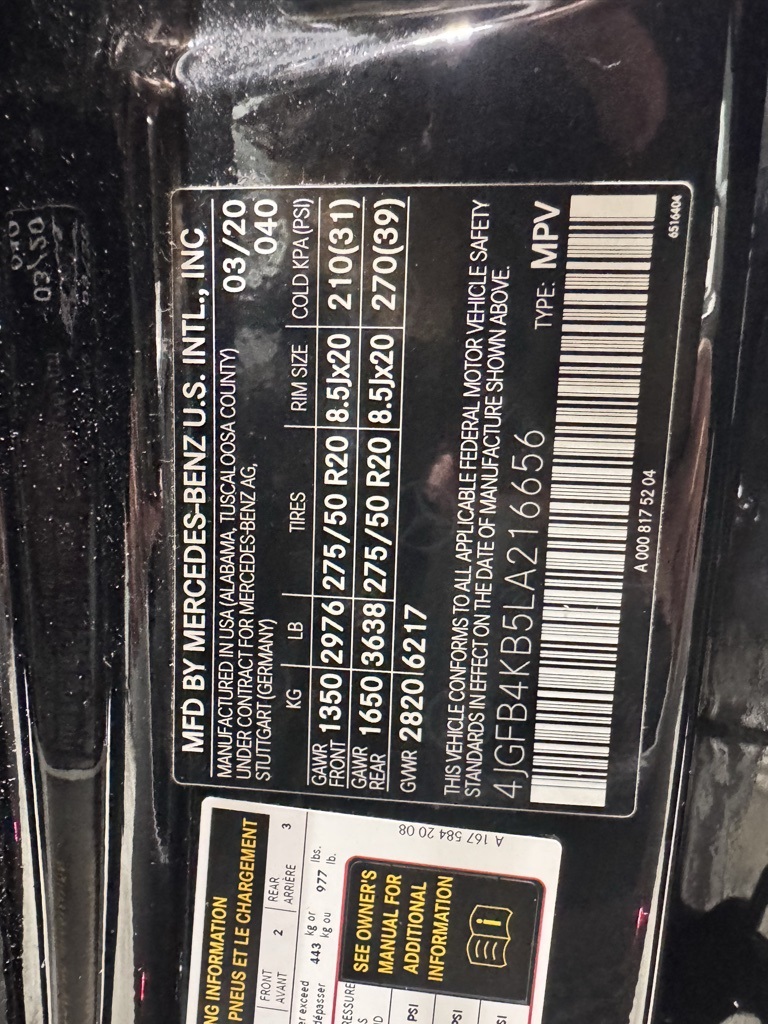 MFD BY MERCEDES-BENZ U.S. INTL., INC
MANUFACTURED IN USA (ALABAMA, TUSCALOOSA COUNTY) 03/20
UNDER CONTRACT FOR MERCEDES-BENZ AG, 040
STUTTGART (GERMANY)
KG LB TIRES RIM SIZE COLD KPA (PSI)
GAWR FRONT 1350 2976 275/50 R20 8.5Jx20 210(31)
GAWR REAR 1650 3638 275/50 R20 8.5Jx20 270(39)
GVWR 2820 6217
THIS VEHICLE CONFORMS TO ALL APPLICABLE FEDERAL MOTOR VEHICLE SAFETY
STANDARDS IN EFFECT ON THE DATE OF MANUFACTURE SHOWN ABOVE.
4JGFB4KB5LA216656 TYPE: MPV
A 000 817 52 04 6516404
NG INFORMATION
PNEUS ET LE CHARGEMENT
FRONT 2 REAR 3
AVANT ARRIÈRE
exceed 443 kg or 977 lbs.
dépasser kg ou lb.
SEE OWNER'S
MANUAL FOR
ADDITIONAL
INFORMATION
PSI
PSI
A 167 584 20 08
03/20